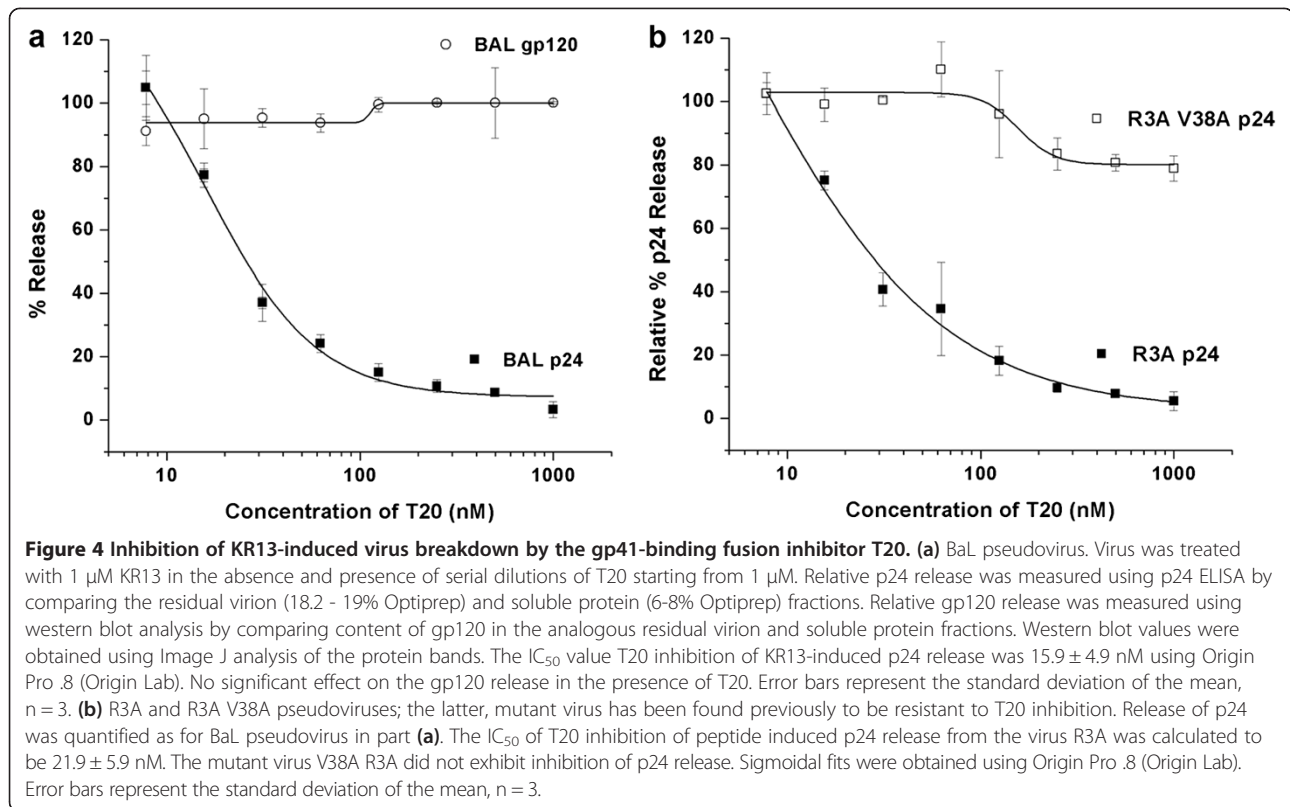 a
120
100
80
60
40
20
0
% Release
BAL gp120
BAL p24
10
100
1000
Concentration of T20 (nM)
b
120
100
80
60
40
20
0
Relative % p24 Release
R3A V38A p24
R3A p24
10
100
1000
Concentration of T20 (nM)
Figure 4 Inhibition of KR13-induced virus breakdown by the gp41-binding fusion inhibitor T20. (a) BaL pseudovirus. Virus was treated
with 1 μM KR13 in the absence and presence of serial dilutions of T20 starting from 1 μM. Relative p24 release was measured using p24 ELISA by
comparing the residual virion (18.2 - 19% Optiprep) and soluble protein (6-8% Optiprep) fractions. Relative gp120 release was measured using
western blot analysis by comparing content of gp120 in the analogous residual virion and soluble protein fractions. Western blot values were
obtained using Image J analysis of the protein bands. The IC50 value T20 inhibition of KR13-induced p24 release was 15.9 ± 4.9 nM using Origin
Pro .8 (Origin Lab). No significant effect on the gp120 release in the presence of T20. Error bars represent the standard deviation of the mean,
n = 3. (b) R3A and R3A V38A pseudoviruses; the latter, mutant virus has been found previously to be resistant to T20 inhibition. Release of p24
was quantified as for BaL pseudovirus in part (a). The IC50 of T20 inhibition of peptide induced p24 release from the virus R3A was calculated to
be 21.9 ± 5.9 nM. The mutant virus V38A R3A did not exhibit inhibition of p24 release. Sigmoidal fits were obtained using Origin Pro .8 (Origin Lab).
Error bars represent the standard deviation of the mean, n = 3.